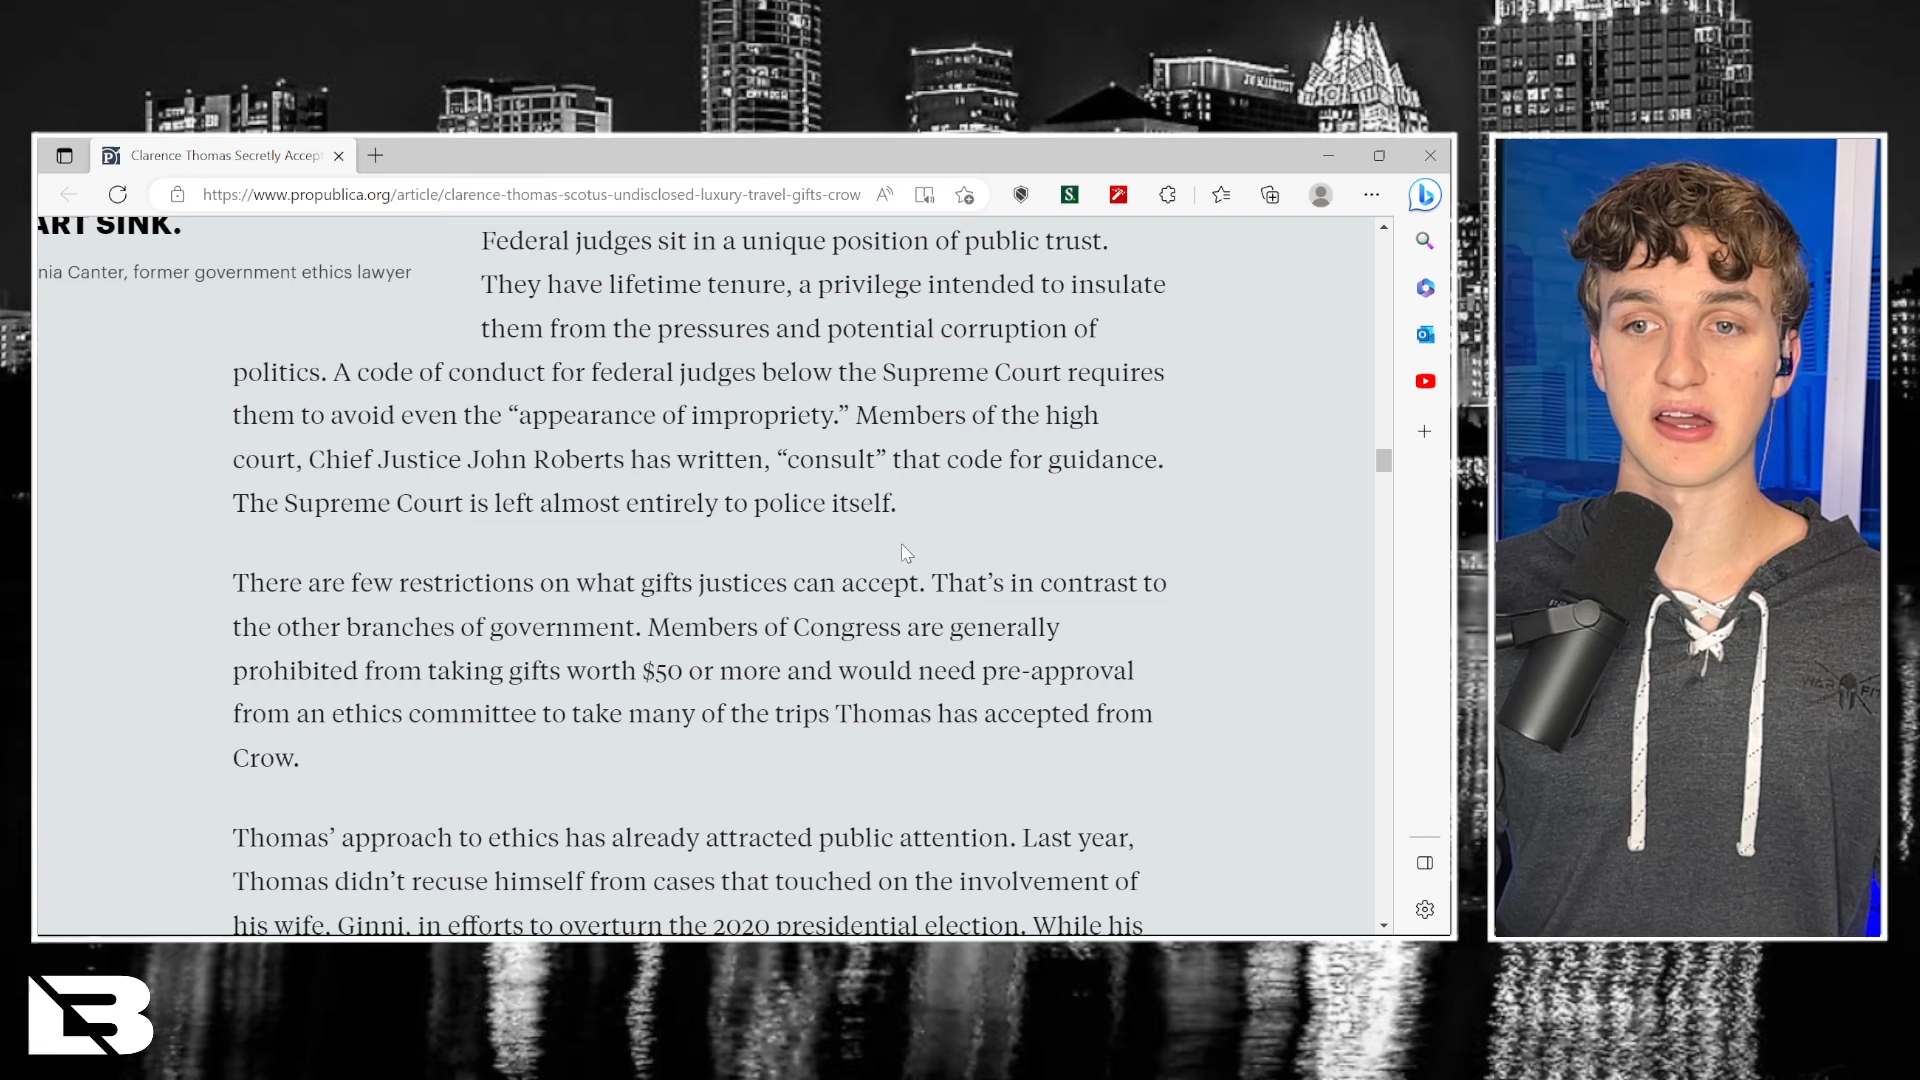 Clarence Thomas Secretly Accept
https://www.propublica.org/article/clarence-thomas-scotus-undisclosed-luxury-travel-gifts-crow
ART SINK.
nia Canter, former government ethics lawyer
Federal judges sit in a unique position of public trust.
They have lifetime tenure, a privilege intended to insulate
them from the pressures and potential corruption of
politics. A code of conduct for federal judges below the Supreme Court requires
them to avoid even the “appearance of impropriety.” Members of the high
court, Chief Justice John Roberts has written, “consult” that code for guidance.
The Supreme Court is left almost entirely to police itself.
There are few restrictions on what gifts justices can accept. That’s in contrast to
the other branches of government. Members of Congress are generally
prohibited from taking gifts worth $50 or more and would need pre-approval
from an ethics committee to take many of the trips Thomas has accepted from
Crow.
Thomas’ approach to ethics has already attracted public attention. Last year,
Thomas didn’t recuse himself from cases that touched on the involvement of
his wife, Ginni, in efforts to overturn the 2020 presidential election. While his